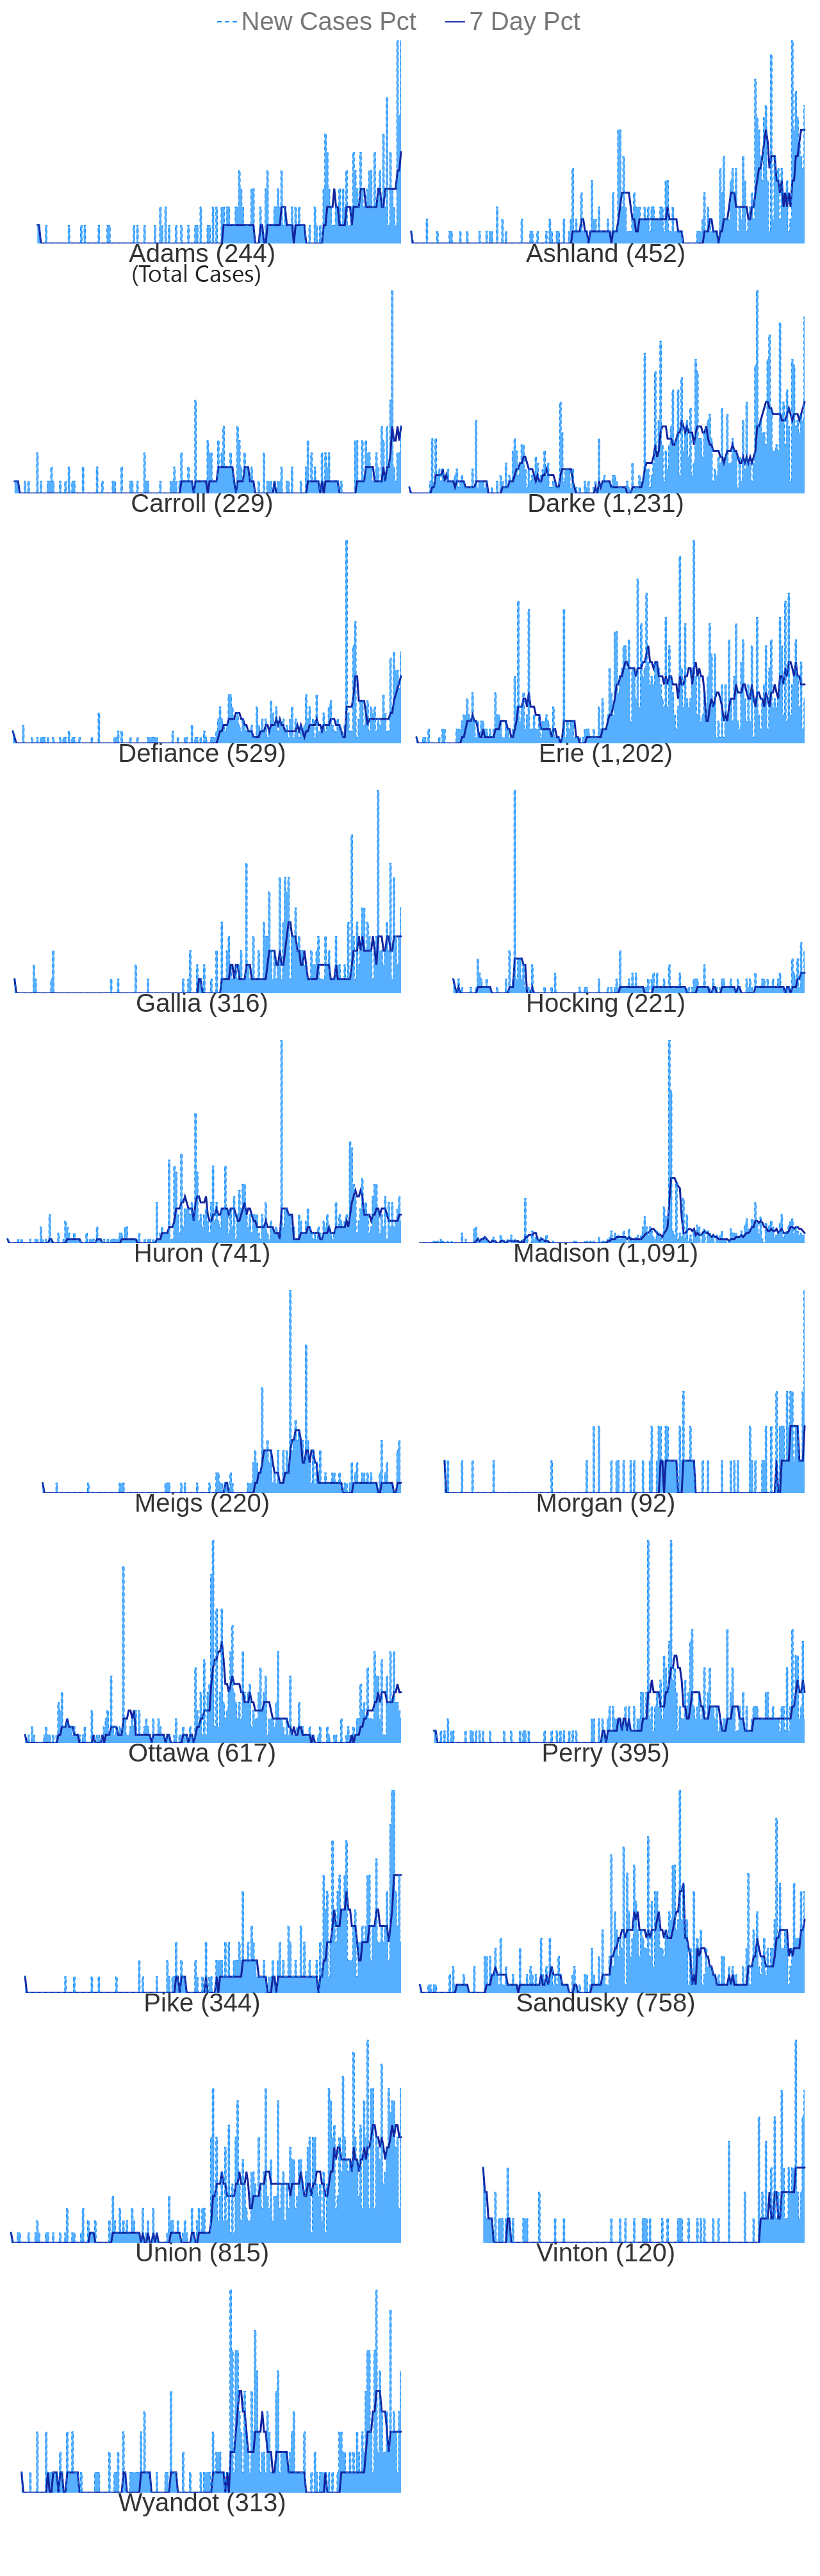 New Cases Pct 7 Day Pct
Adams (244) Ashland (452)
(Total Cases)
Carroll (229) Darke (1,231)
Defiance (529) Erie (1,202)
Gallia (316) Hocking (221)
Huron (741) Madison (1,091)
Meigs (220) Morgan (92)
Ottawa (617) Perry (395)
Pike (344) Sandusky (758)
Union (815) Vinton (120)
Wyandot (313)